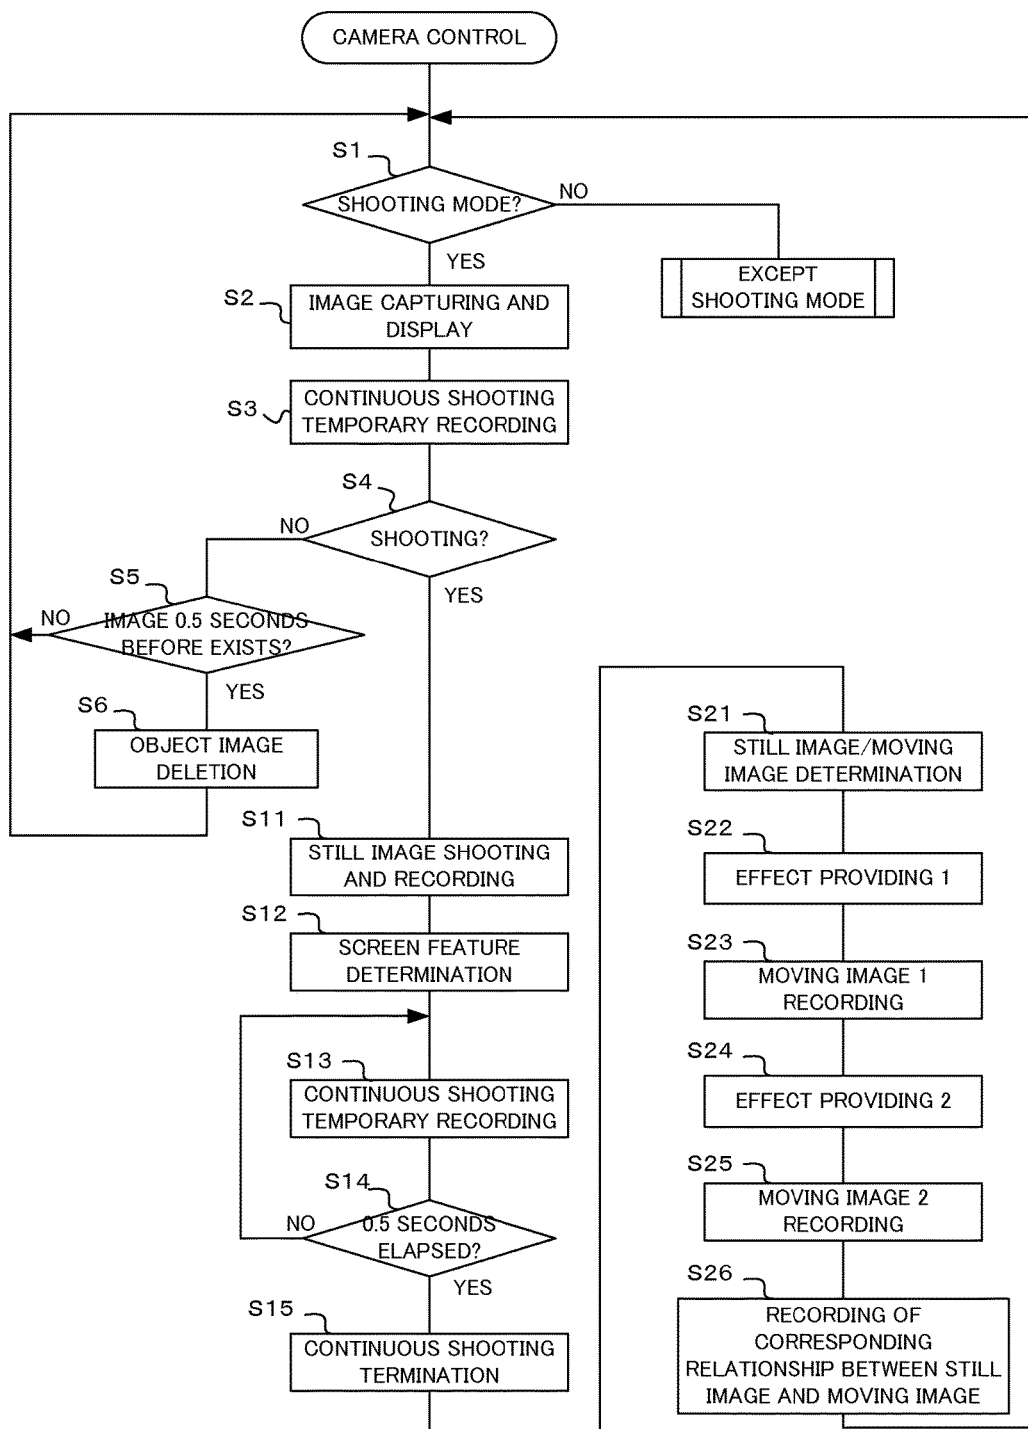 CAMERA CONTROL
S1
SHOOTING MODE?
NO
YES
EXCEPT
SHOOTING MODE
S2
IMAGE CAPTURING AND
DISPLAY
S3
CONTINUOUS SHOOTING
TEMPORARY RECORDING
S4
SHOOTING?
NO
YES
S5
IMAGE 0.5 SECONDS
BEFORE EXISTS?
NO
YES
S6
OBJECT IMAGE
DELETION
S11
STILL IMAGE SHOOTING
AND RECORDING
S12
SCREEN FEATURE
DETERMINATION
S13
CONTINUOUS SHOOTING
TEMPORARY RECORDING
S14
0.5 SECONDS
ELAPSED?
NO
YES
S15
CONTINUOUS SHOOTING
TERMINATION
S21
STILL IMAGE/MOVING
IMAGE DETERMINATION
S22
EFFECT PROVIDING 1
S23
MOVING IMAGE 1
RECORDING
S24
EFFECT PROVIDING 2
S25
MOVING IMAGE 2
RECORDING
S26
RECORDING OF
CORRESPONDING
RELATIONSHIP BETWEEN STILL
IMAGE AND MOVING IMAGE